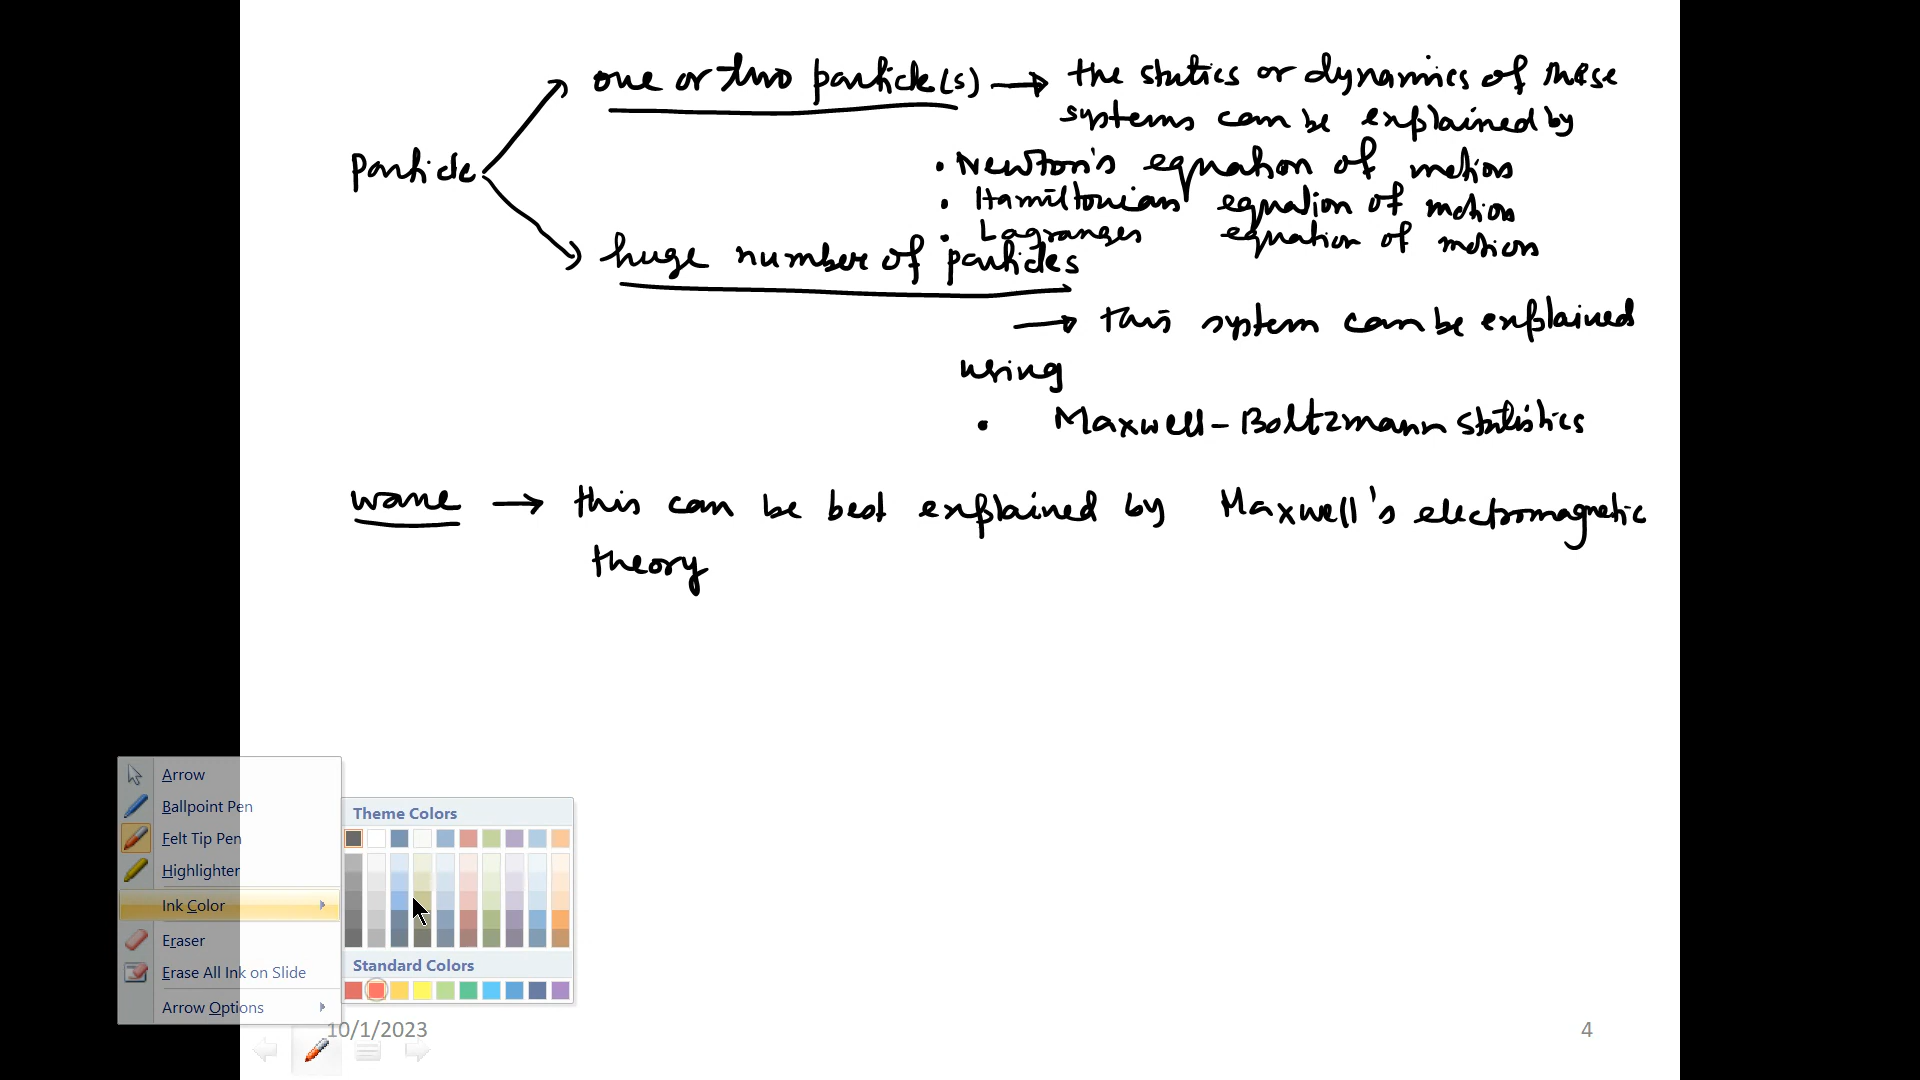 one or two particle(s) → the statics or dynamics of these
systems can be explained by
Particle
• Newton's equation of motion
• Hamiltonian equation of motion
• Lagranges equation of motion
huge number of particles
→ this system can be explained
using
• Maxwell-Boltzmann statistics
wave → this can be best explained by Maxwell's electromagnetic
theory
Arrow
Ballpoint Pen
Felt Tip Pen
Highlighter
Ink Color
Eraser
Erase All Ink on Slide
Arrow Options
Theme Colors
Standard Colors
10/1/2023
4